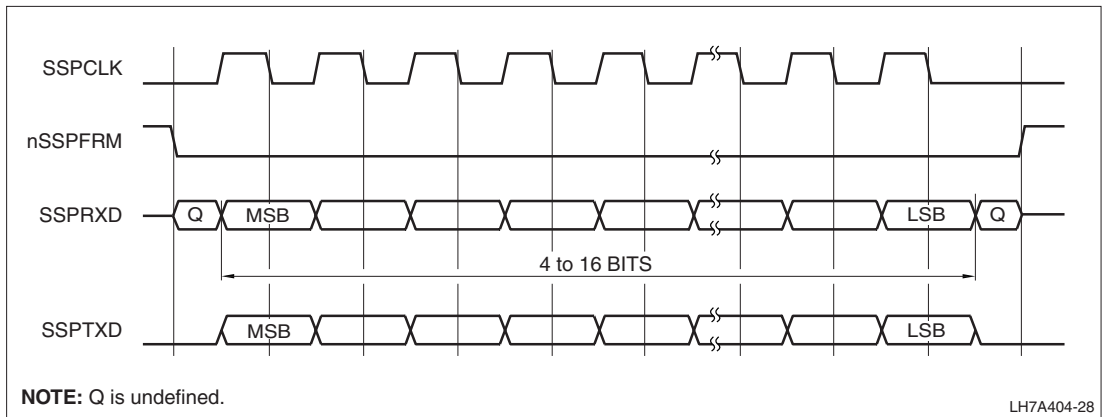 SSPCLK
nSSPFRM
SSPRXD
Q
MSB
LSB
Q
4 to 16 BITS
SSPTXD
MSB
LSB
NOTE: Q is undefined.
LH7A404-28